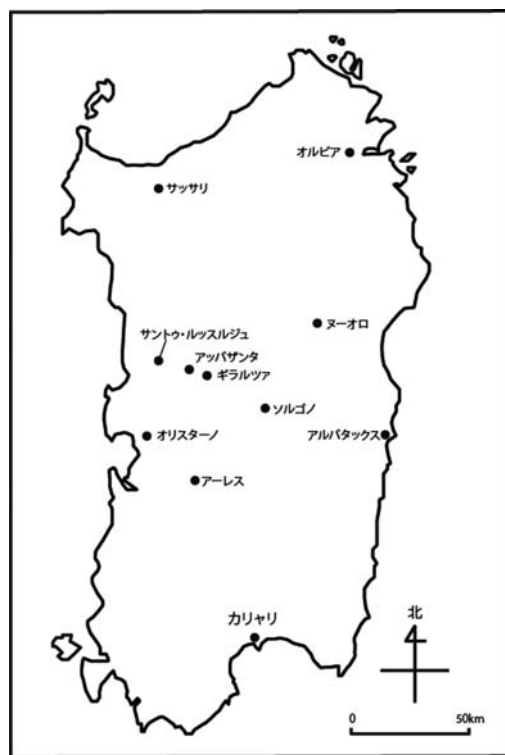 オルビア
サッサリ
ヌーオロ
サントゥ・ルッスルジュ
アッバザンタ
ギラルツァ
ソルゴノ
オリスターノ
アルバタックス
アーレス
カリャリ
北
0 50km